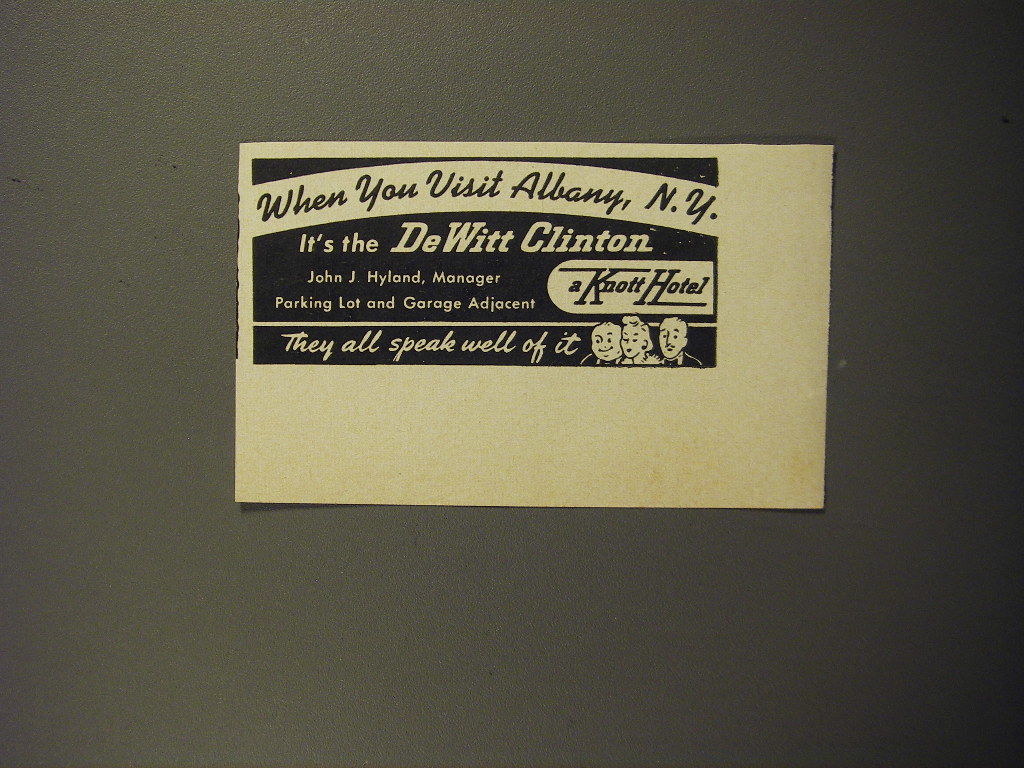 When You Visit Albany, N.Y.
It's the DeWitt Clinton
John J. Hyland, Manager
Parking Lot and Garage Adjacent
a Knott Hotel
They all speak well of it